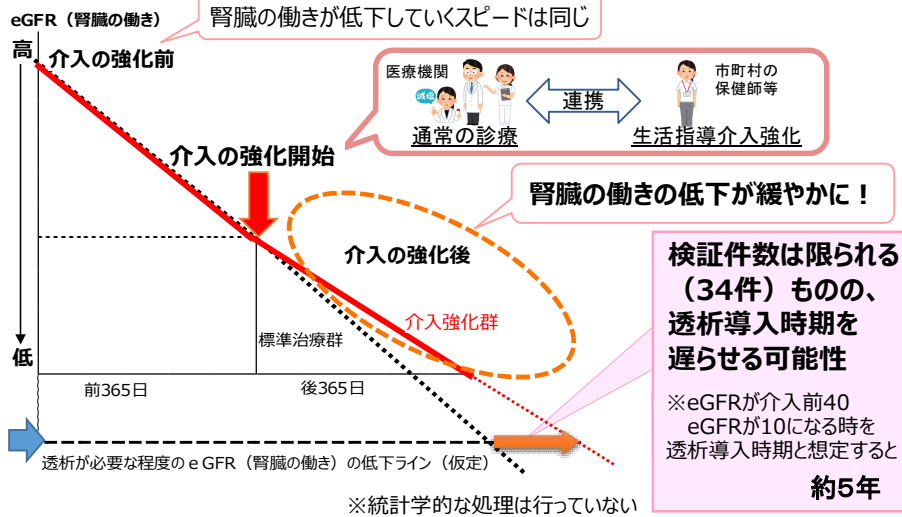 eGFR（腎臓の働き）
腎臓の働きが低下していくスピードは同じ
高
介入の強化前
医療機関
減塩
通常の診療
連携
市町村の
保健師等
生活指導介入強化
介入の強化開始
腎臓の働きの低下が緩やかに！
介入の強化後
介入強化群
標準治療群
低
前365日
後365日
検証件数は限られる
（34件）ものの、
透析導入時期を
遅らせる可能性
※eGFRが介入前40
eGFRが10になる時を
透析導入時期と想定すると
約5年
透析が必要な程度のｅＧＦＲ（腎臓の働き）の低下ライン（仮定）
※統計学的な処理は行っていない